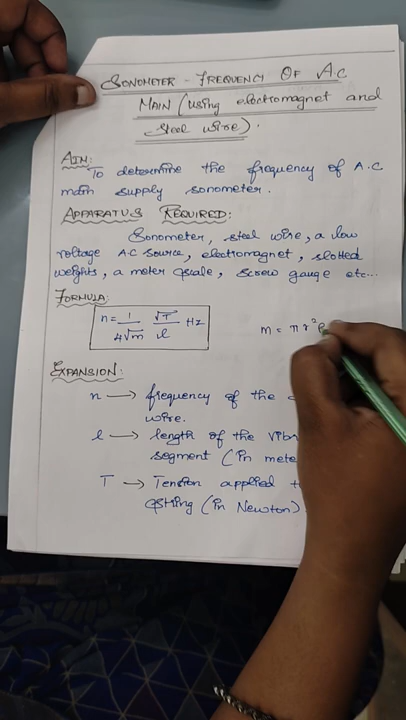 SONOMETER - FREQUENCY OF A.C
MAIN (using electromagnet and
steel wire).
AIM:
To determine the frequency of A.C
main supply sonometer.
APPARATUS REQUIRED:
Sonometer, steel wire, a low
voltage AC source, electromagnet, slotted
weights, a meter scale, screw gauge etc...
FORMULA:
n = 1/4√m √T/l Hz
m = πr²ρ
EXPANSION:
n → frequency of the
wire.
l → length of the vibr
segment (in mete
T → Tension applied t
string (in Newton)